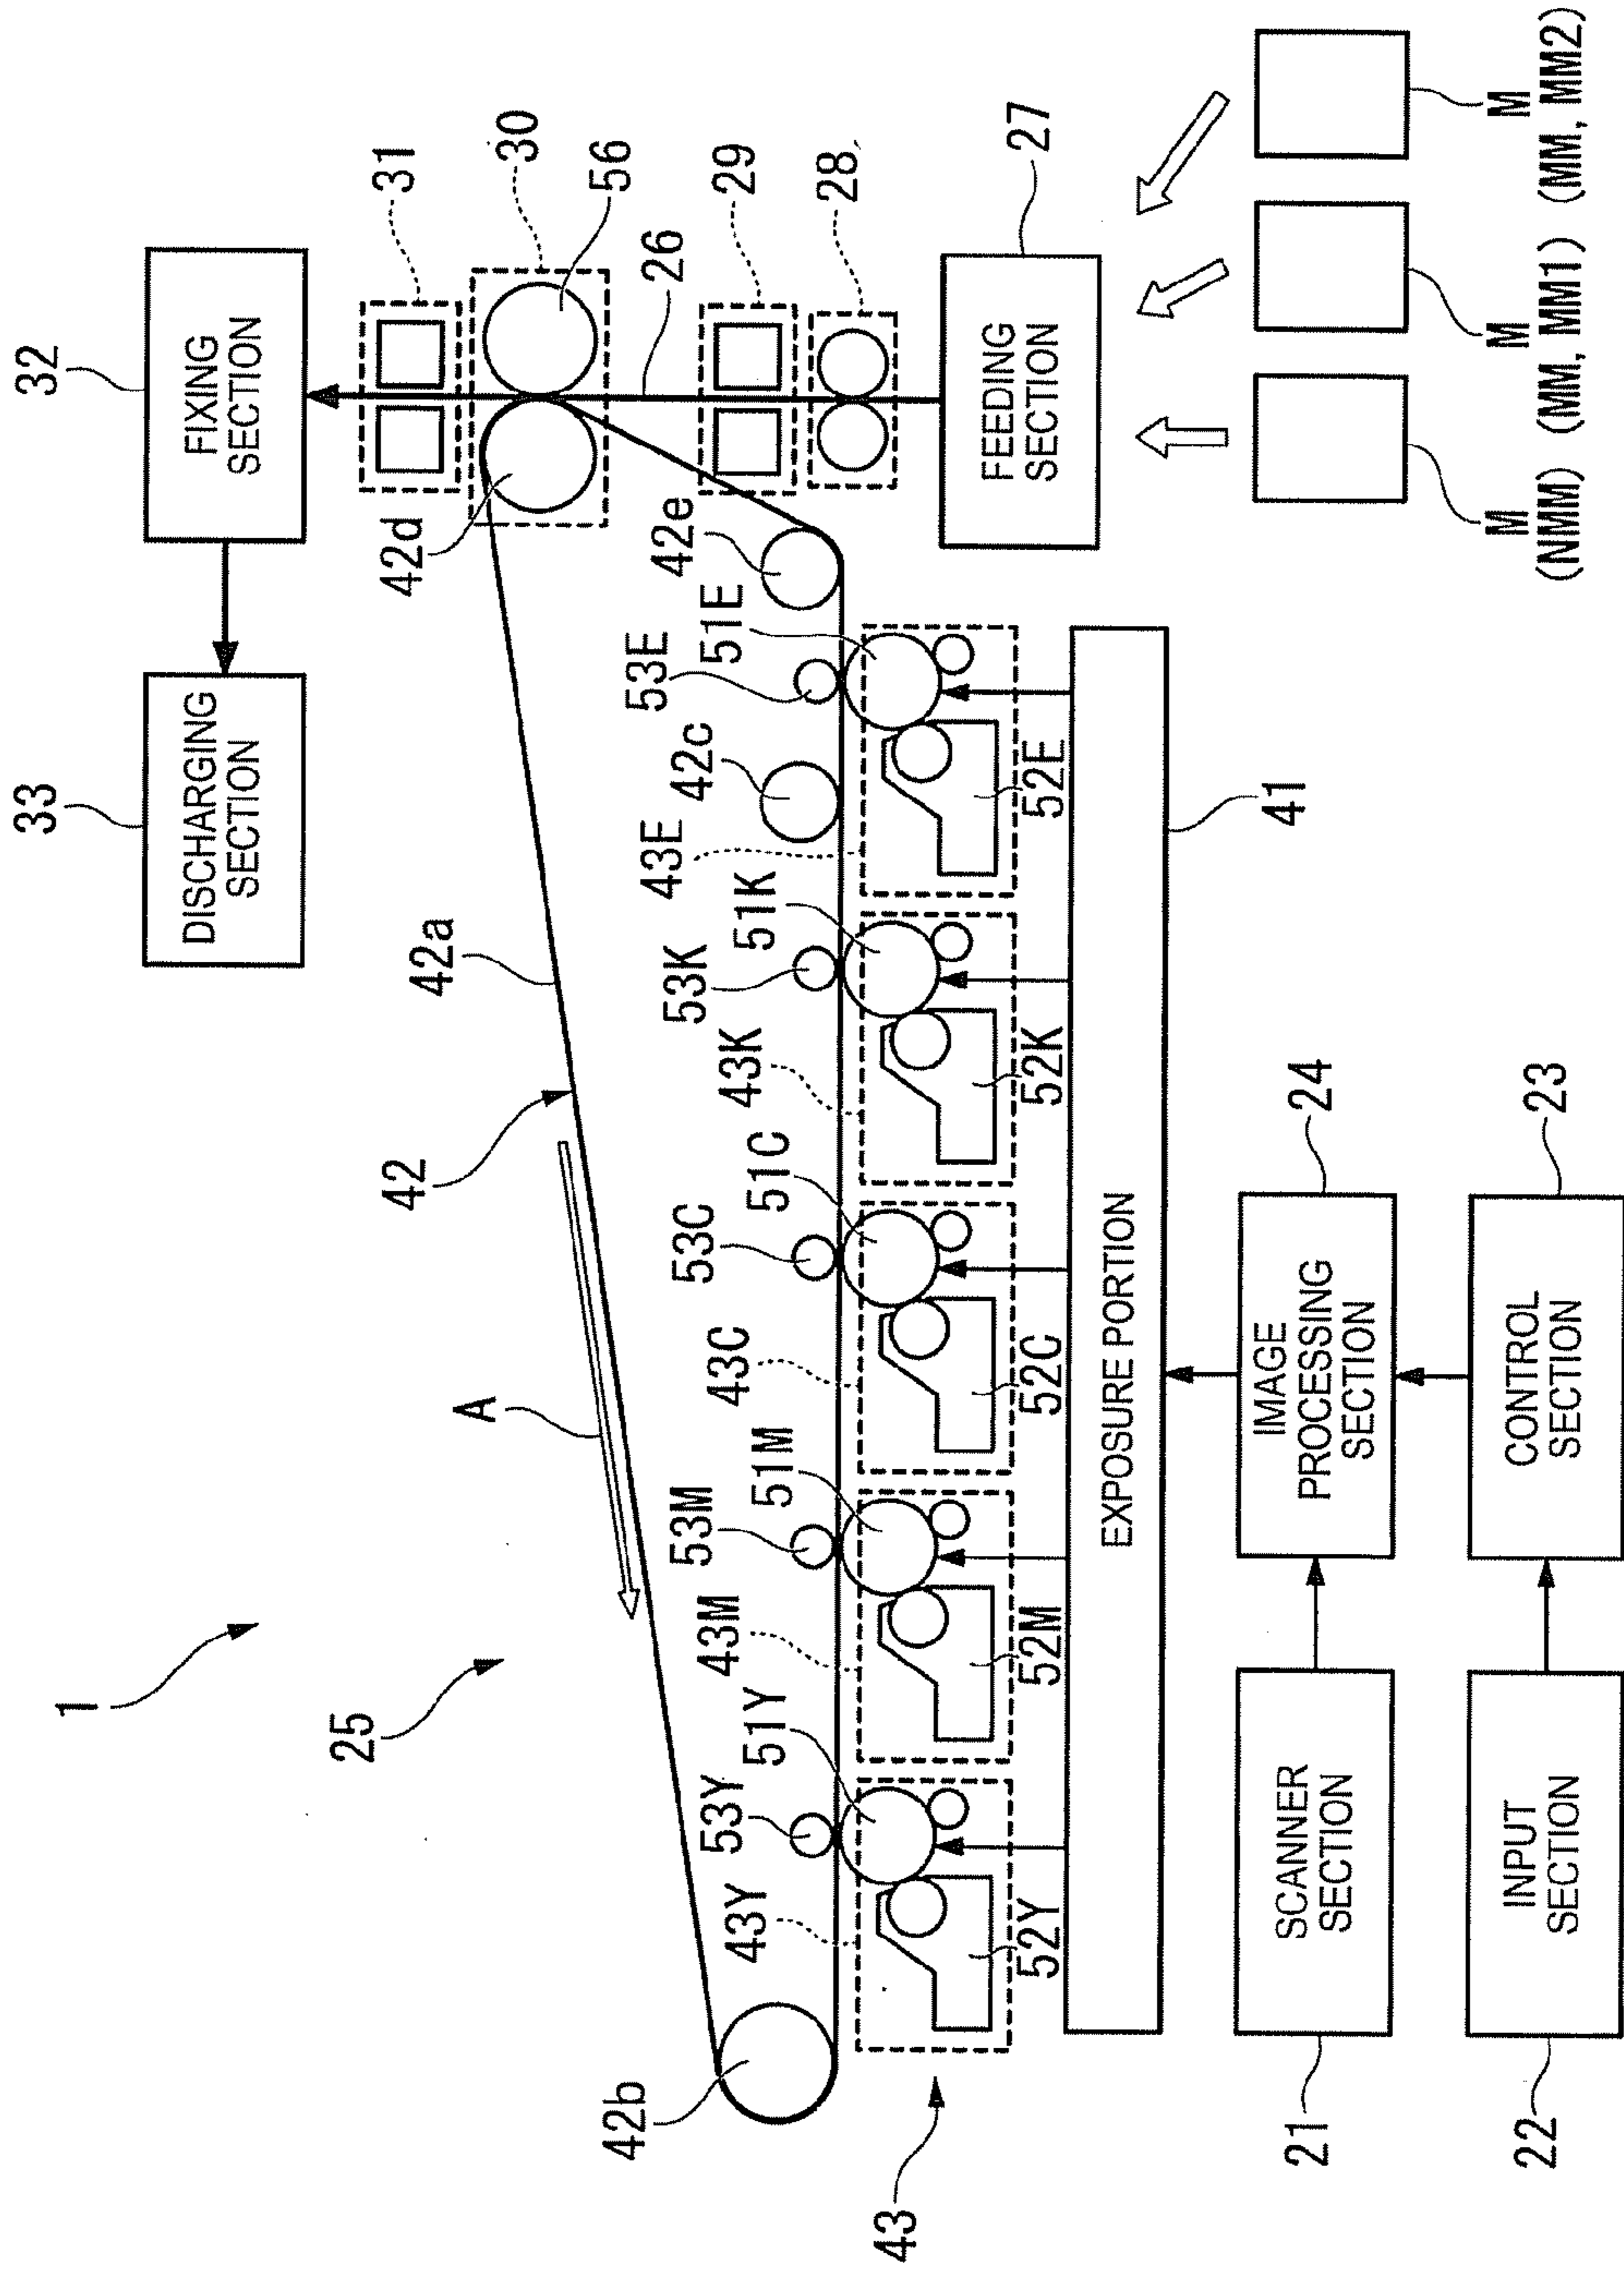 1
25
A
42
42a
33
DISCHARGING
SECTION
32
FIXING
SECTION
31
30
56
42d
26
29
28
42e
27
FEEDING
SECTION
M
(NMM)
M
(MM, MM1)
M
(MM, MM2)
42b
43
43Y
53Y
51Y
52Y
43M
53M
51M
52M
43C
53C
51C
52C
43K
53K
51K
52K
43E
42c
53E
51E
52E
EXPOSURE PORTION
41
21
SCANNER
SECTION
IMAGE
PROCESSING
SECTION
24
22
INPUT
SECTION
CONTROL
SECTION
23